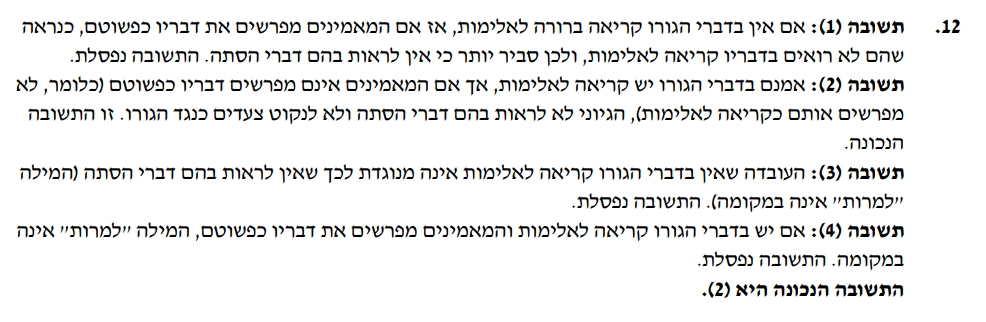 12. תשובה (1): אם אין בדברי הגורו קריאה ברורה לאלימות, אז אם המאמינים מפרשים את דבריו כפשוטם, כנראה
שהם לא רואים בדבריו קריאה לאלימות, ולכן סביר יותר כי אין לראות בהם דברי הסתה. התשובה נפסלת.
תשובה (2): אמנם בדברי הגורו יש קריאה לאלימות, אך אם המאמינים אינם מפרשים דבריו כפשוטם (כלומר, לא
מפרשים אותם כקריאה לאלימות), הגיוני לא לראות בהם דברי הסתה ולא לנקוט צעדים כנגד הגורו. זו התשובה
הנכונה.
תשובה (3): העובדה שאין בדברי הגורו קריאה לאלימות אינה מנוגדת לכך שאין לראות בהם דברי הסתה (המילה
״למרות״ אינה במקומה). התשובה נפסלת.
תשובה (4): אם יש בדברי הגורו קריאה לאלימות והמאמינים מפרשים את דבריו כפשוטם, המילה ״למרות״ אינה
במקומה. התשובה נפסלת.
התשובה הנכונה היא (2).